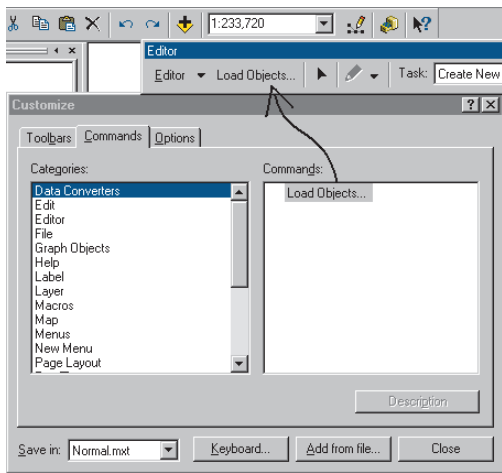 1:233,720
Editor
Editor Load Objects... Task: Create New
Customize
Toolbars Commands Options
Categories: Commands:
Data Converters
Edit
Editor
File
Graph Objects
Help
Label
Layer
Macros
Map
Menus
New Menu
Page Layout
Load Objects...
Description
Save in: Normal.mxt Keyboard... Add from file... Close